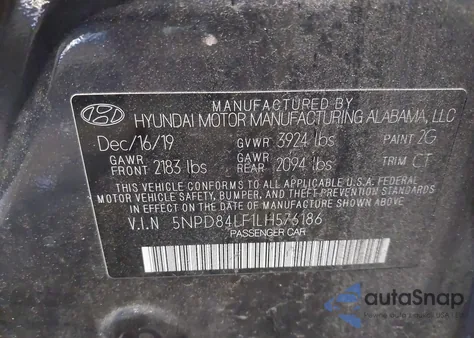 MANUFACTURED BY
HYUNDAI MOTOR MANUFACTURING ALABAMA, LLC
Dec/16/19 GVWR 3924 lbs PAINT 2G
GAWR FRONT 2183 lbs GAWR REAR 2094 lbs TRIM CT
THIS VEHICLE CONFORMS TO ALL APPLICABLE U.S.A. FEDERAL
MOTOR VEHICLE SAFETY, BUMPER, AND THEFT PREVENTION STANDARDS
IN EFFECT ON THE DATE OF MANUFACTURE SHOWN ABOVE.
V.I.N 5NPD84LF1LH576186
PASSENGER CAR
autoSnap